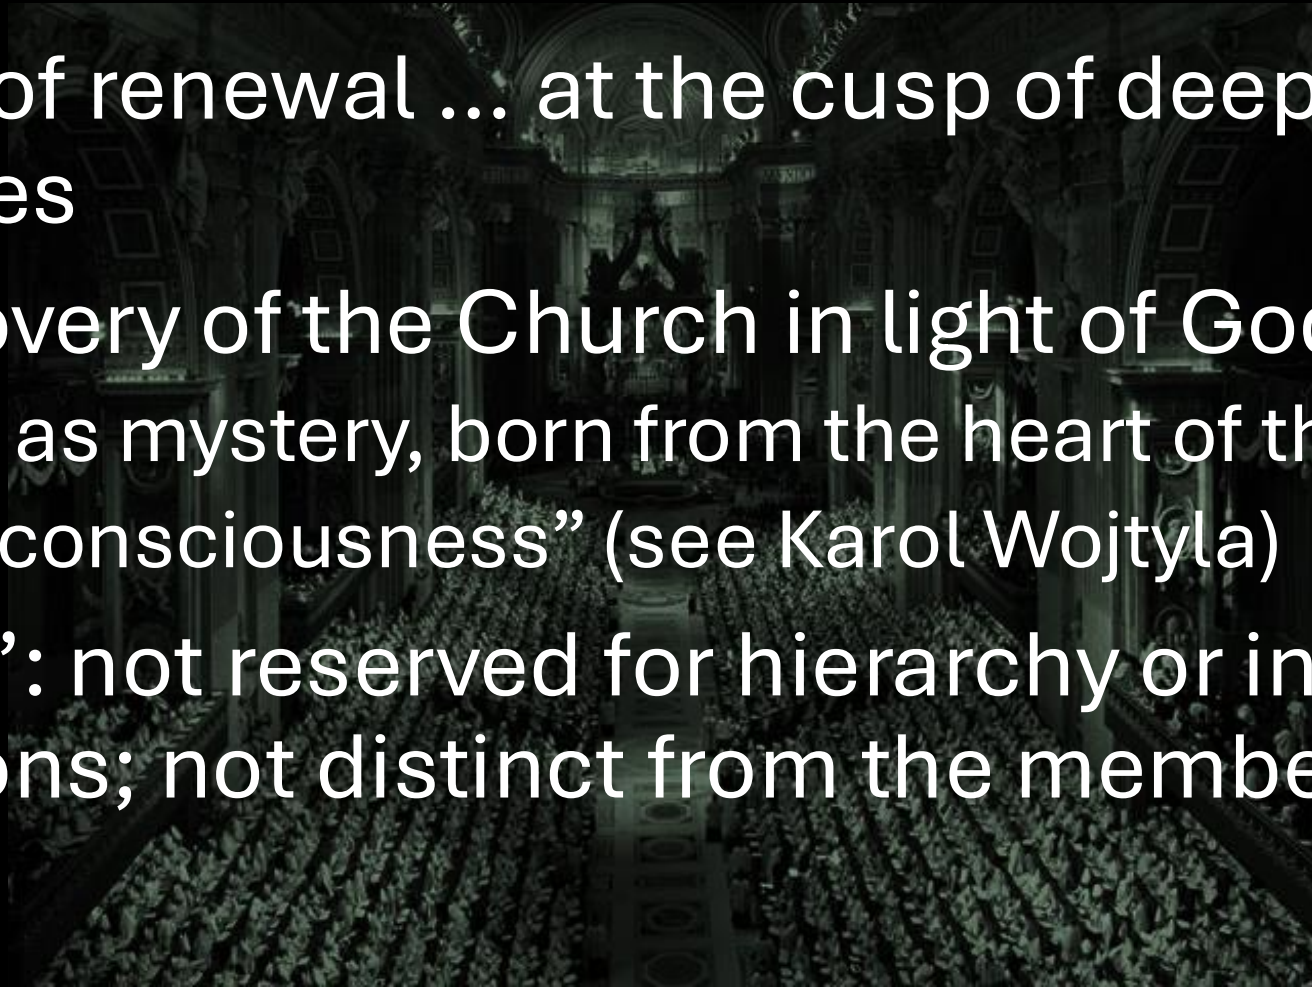 of renewal ... at the cusp of deep
es
overy of the Church in light of God
as mystery, born from the heart of th
consciousness” (see Karol Wojtyla)
’: not reserved for hierarchy or in
ons; not distinct from the membe